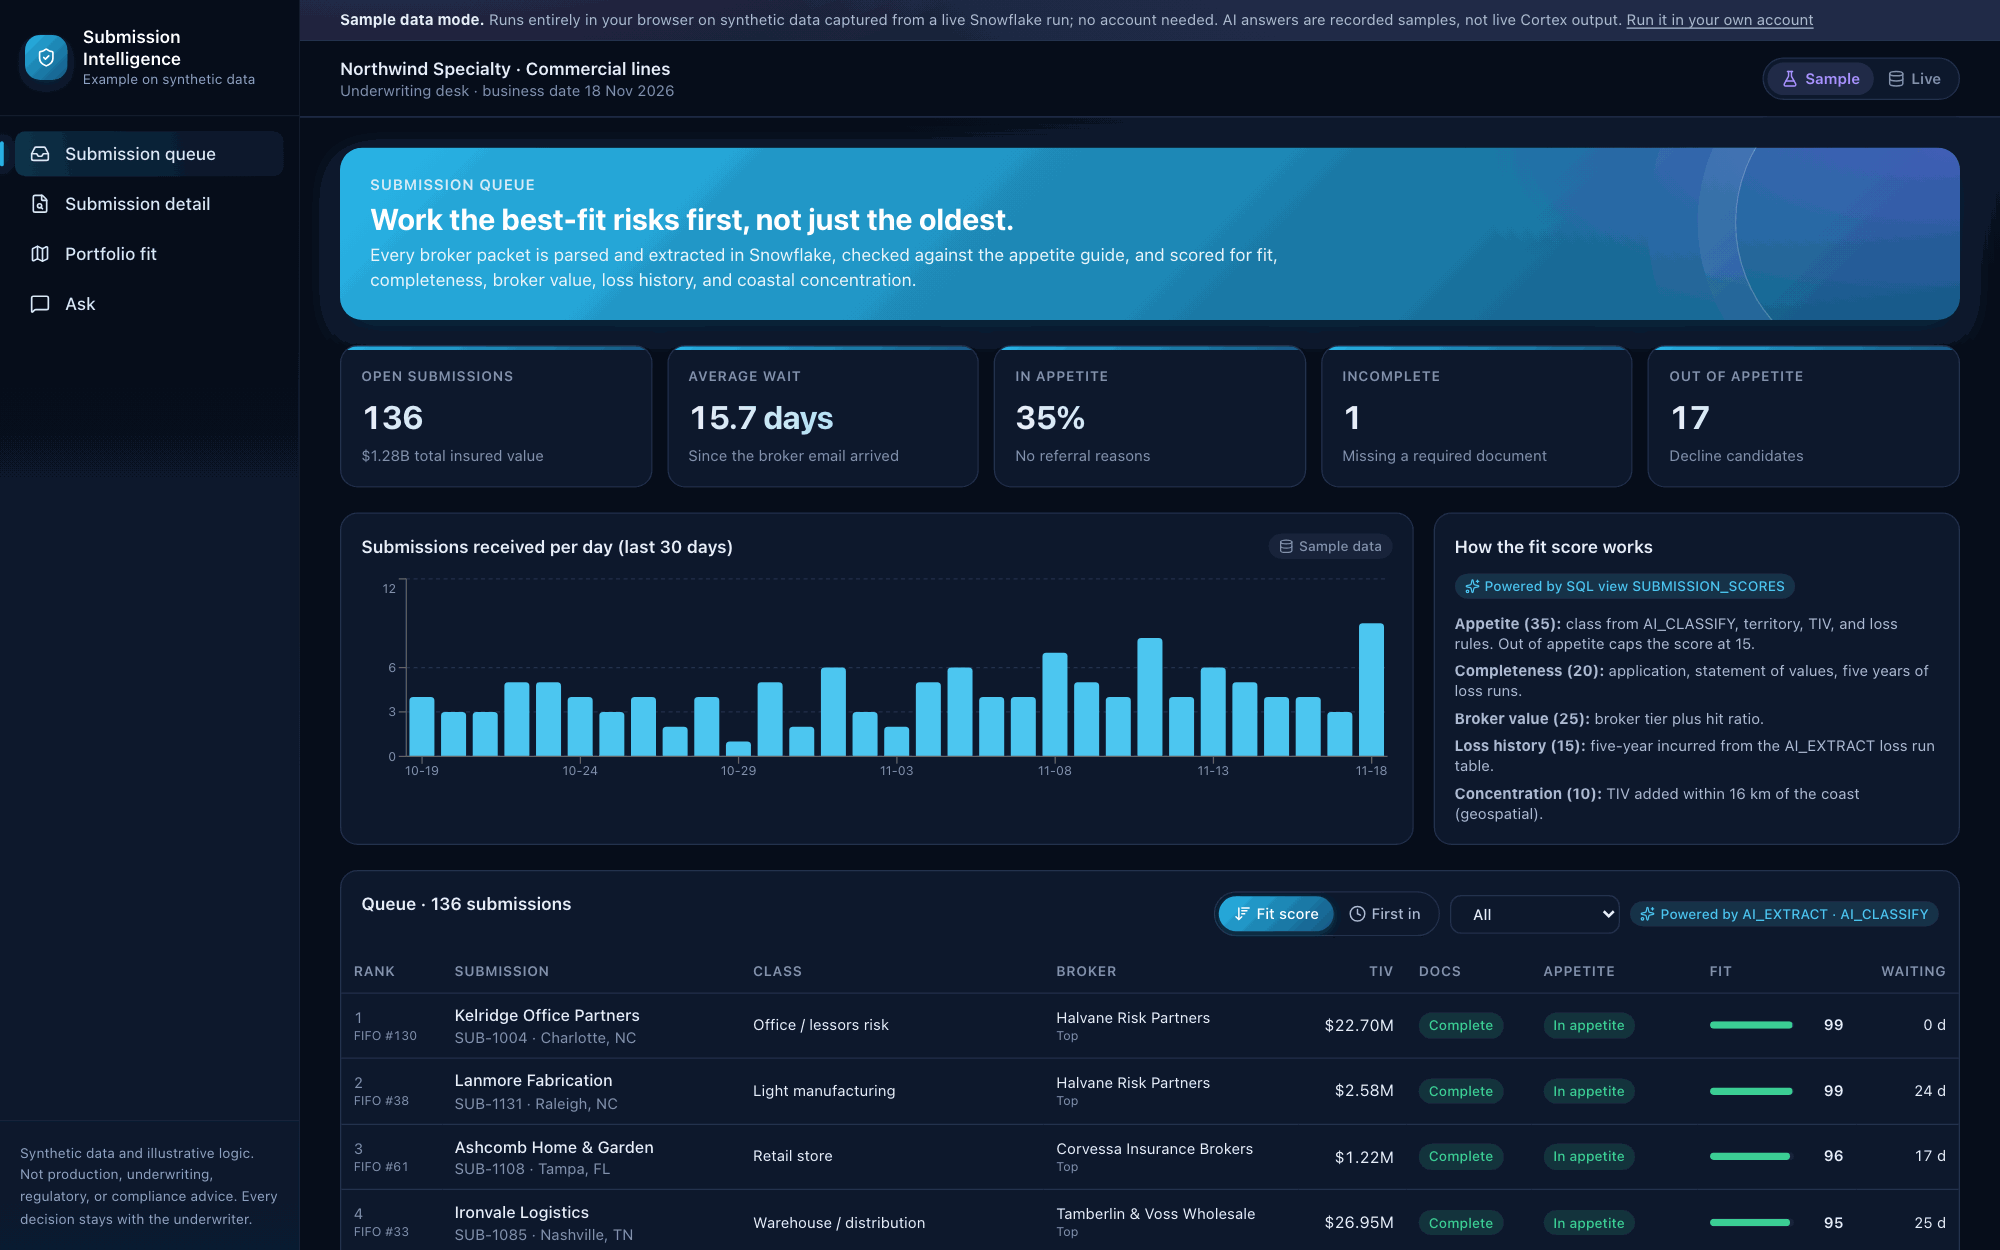 Submission
Intelligence
Example on synthetic data
Submission queue
Submission detail
Portfolio fit
Ask
Synthetic data and illustrative logic.
Not production, underwriting,
regulatory, or compliance advice. Every
decision stays with the underwriter.
Sample data mode. Runs entirely in your browser on synthetic data captured from a live Snowflake run; no account needed. AI answers are recorded samples, not live Cortex output. Run it in your own account
Northwind Specialty · Commercial lines
Underwriting desk · business date 18 Nov 2026
Sample
Live
SUBMISSION QUEUE
Work the best-fit risks first, not just the oldest.
Every broker packet is parsed and extracted in Snowflake, checked against the appetite guide, and scored for fit,
completeness, broker value, loss history, and coastal concentration.
OPEN SUBMISSIONS
136
$1.28B total insured value
AVERAGE WAIT
15.7 days
Since the broker email arrived
IN APPETITE
35%
No referral reasons
INCOMPLETE
1
Missing a required document
OUT OF APPETITE
17
Decline candidates
Submissions received per day (last 30 days)
Sample data
12
6
3
0
10-19 10-24 10-29 11-03 11-08 11-13 11-18
How the fit score works
Powered by SQL view SUBMISSION_SCORES
Appetite (35): class from AI_CLASSIFY, territory, TIV, and loss
rules. Out of appetite caps the score at 15.
Completeness (20): application, statement of values, five years of
loss runs.
Broker value (25): broker tier plus hit ratio.
Loss history (15): five-year incurred from the AI_EXTRACT loss run
table.
Concentration (10): TIV added within 16 km of the coast
(geospatial).
Queue · 136 submissions
Fit score
First in
All
Powered by AI_EXTRACT · AI_CLASSIFY
RANK SUBMISSION CLASS BROKER TIV DOCS APPETITE FIT WAITING
1 Kelridge Office Partners Office / lessors risk Halvane Risk Partners $22.70M Complete In appetite 99 0 d
FIFO #130 SUB-1004 · Charlotte, NC Top
2 Lanmore Fabrication Light manufacturing Halvane Risk Partners $2.58M Complete In appetite 99 24 d
FIFO #38 SUB-1131 · Raleigh, NC Top
3 Ashcomb Home & Garden Retail store Corvessa Insurance Brokers $1.22M Complete In appetite 96 17 d
FIFO #61 SUB-1108 · Tampa, FL Top
4 Ironvale Logistics Warehouse / distribution Tamberlin & Voss Wholesale $26.95M Complete In appetite 95 25 d
FIFO #33 SUB-1085 · Nashville, TN Top